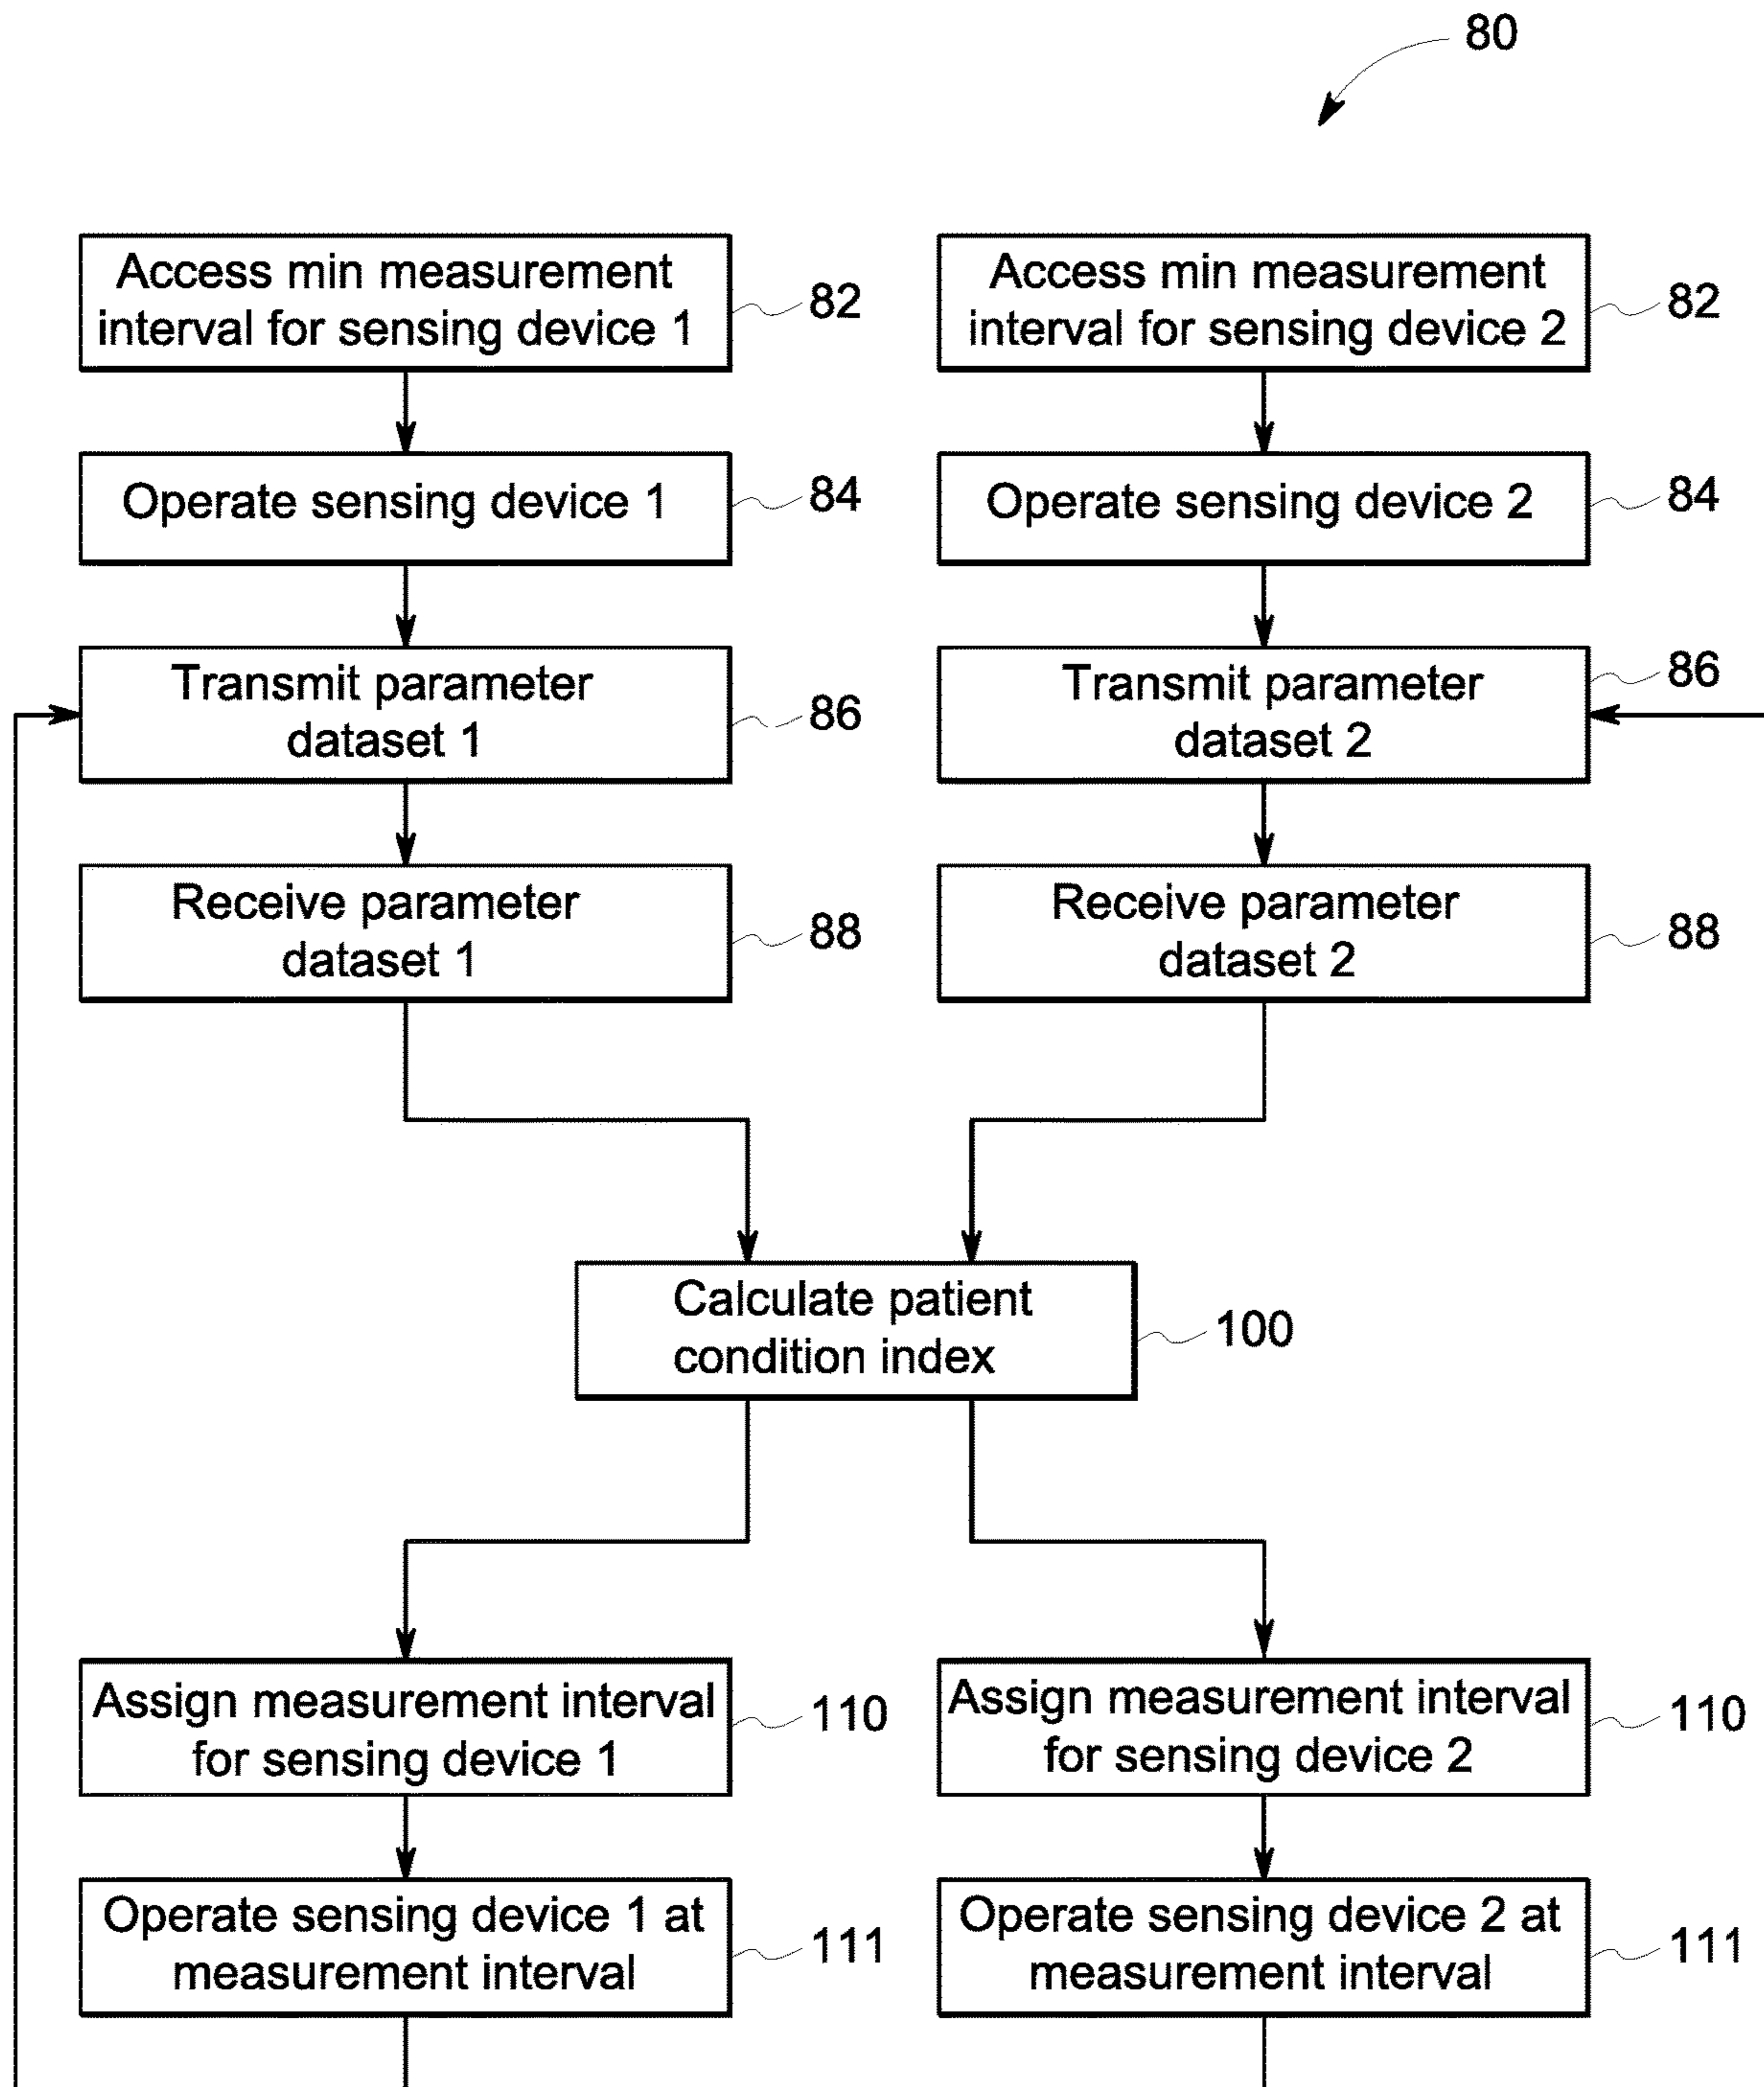 80
Access min measurement
interval for sensing device 1
82
Access min measurement
interval for sensing device 2
82
Operate sensing device 1
84
Operate sensing device 2
84
Transmit parameter
dataset 1
86
Transmit parameter
dataset 2
86
Receive parameter
dataset 1
88
Receive parameter
dataset 2
88
Calculate patient
condition index
100
Assign measurement interval
for sensing device 1
110
Assign measurement interval
for sensing device 2
110
Operate sensing device 1 at
measurement interval
111
Operate sensing device 2 at
measurement interval
111